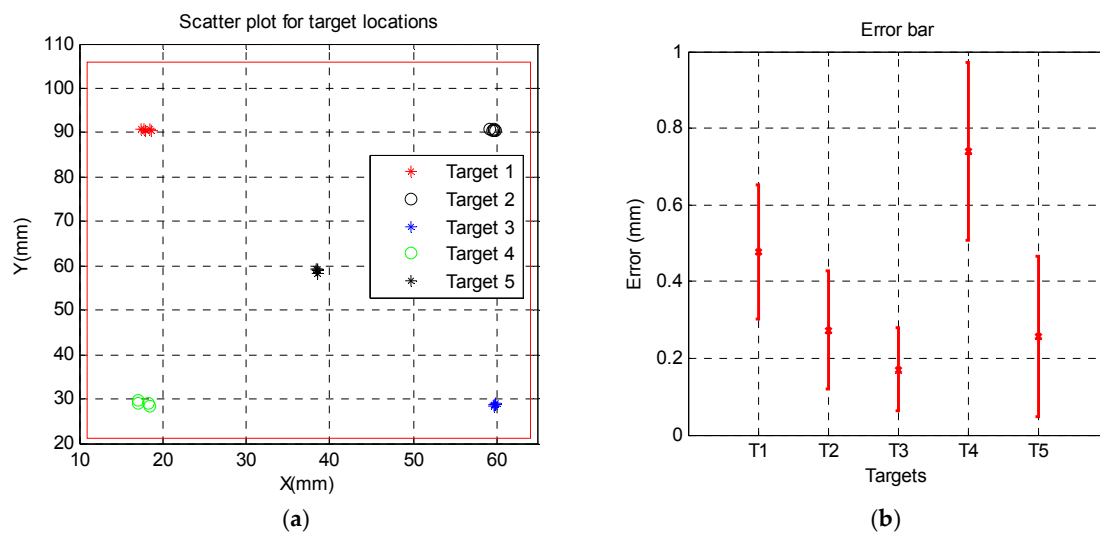 Scatter plot for target locations
110
100
90
80
70
60
50
40
30
20
10 20 30 40 50 60
Y(mm)
X(mm)
Target 1
Target 2
Target 3
Target 4
Target 5
(a)
Error bar
1
0.8
0.6
0.4
0.2
0
T1 T2 T3 T4 T5
Error (mm)
Targets
(b)